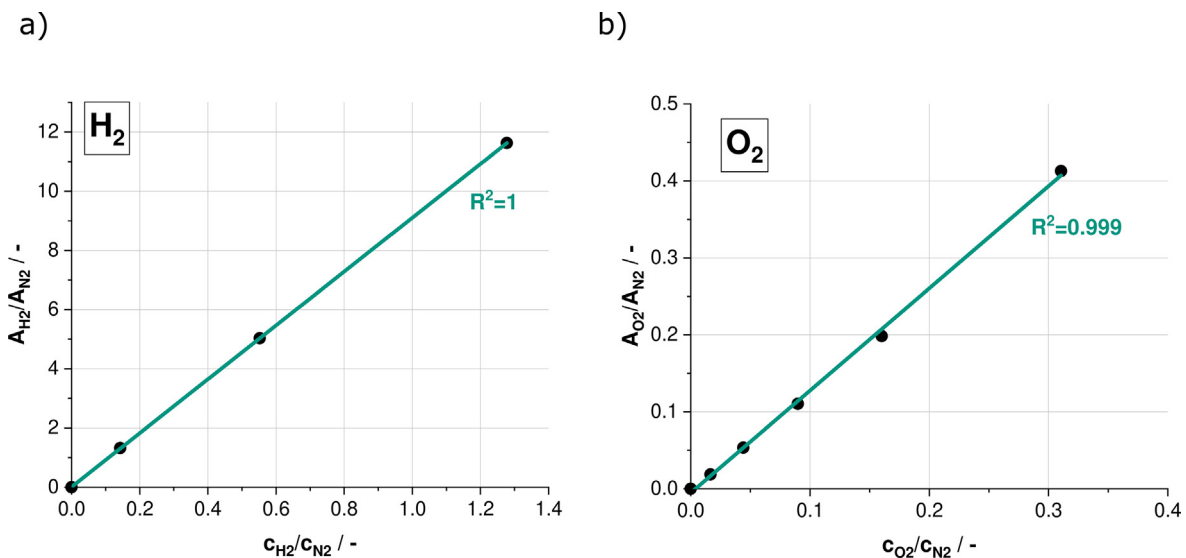 a)
H2
R2=1
AH2/AN2 / -
0
2
4
6
8
10
12
0.0 0.2 0.4 0.6 0.8 1.0 1.2 1.4
cH2/cN2 / -
b)
O2
R2=0.999
AO2/AN2 / -
0.5
0.4
0.3
0.2
0.1
0.0
0.0 0.1 0.2 0.3 0.4
cO2/cN2 / -